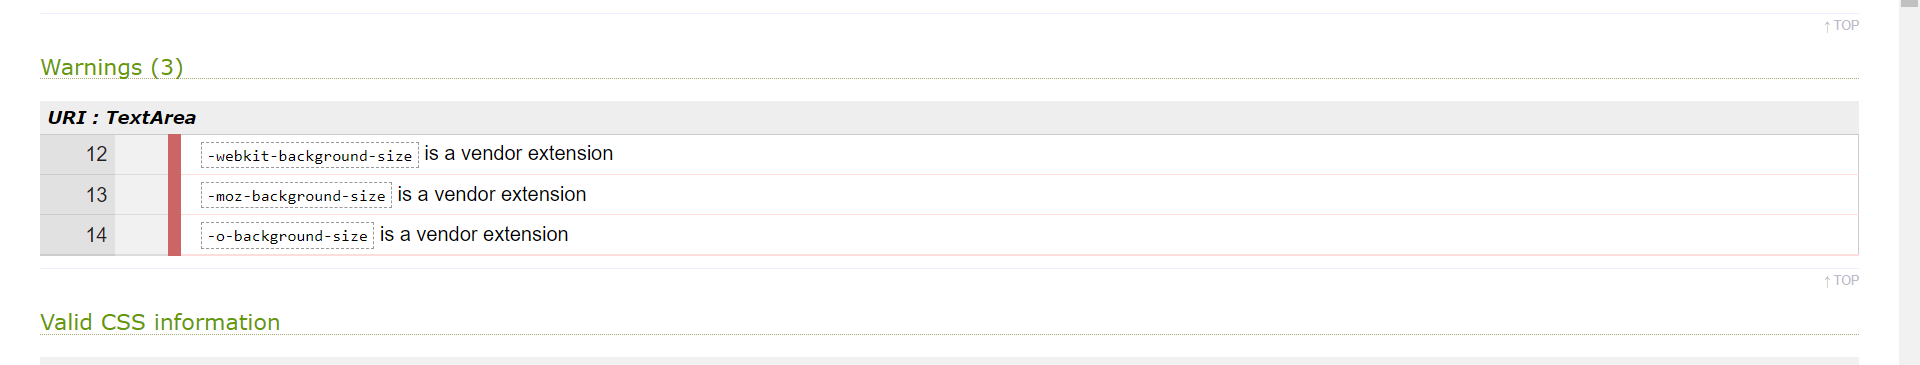 ↑ TOP
Warnings (3)
URI : TextArea
12 -webkit-background-size is a vendor extension
13 -moz-background-size is a vendor extension
14 -o-background-size is a vendor extension
↑ TOP
Valid CSS information